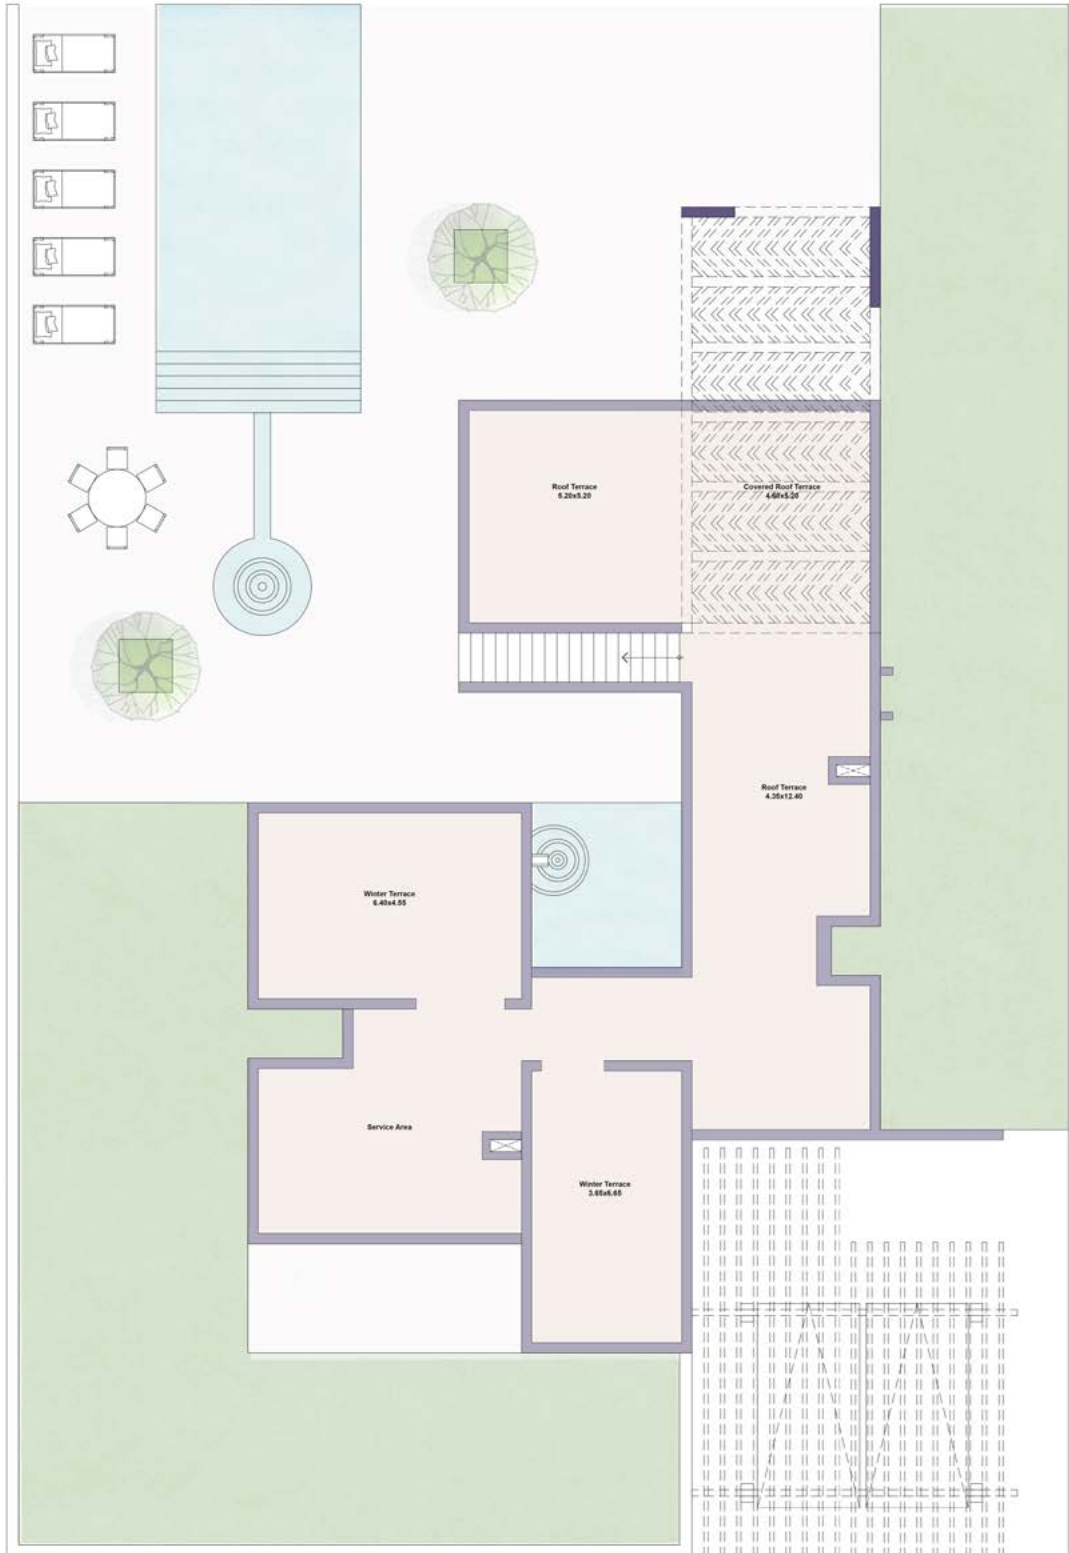 Roof Terrace
5.20x5.20
Covered Roof Terrace
4.60x5.20
Roof Terrace
4.35x12.40
Winter Terrace
6.40x4.55
Service Area
Winter Terrace
3.85x6.65